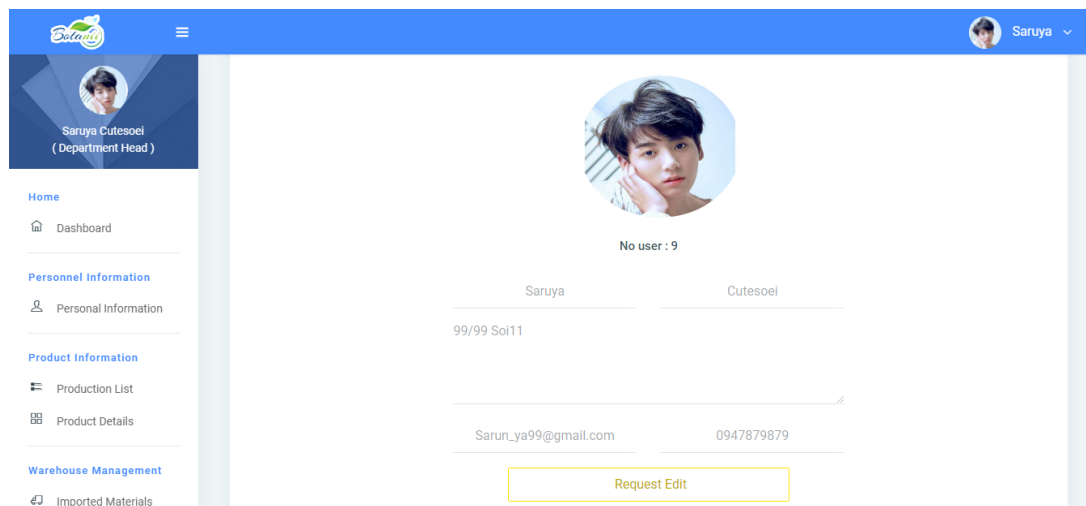 Botanii
Saruya
Saruya Cutesoei
( Department Head )
Home
Dashboard
Personnel Information
Personal Information
Product Information
Production List
Product Details
Warehouse Management
Imported Materials
No user : 9
Saruya Cutesoei
99/99 Soi11
Sarun_ya99@gmail.com 0947879879
Request Edit